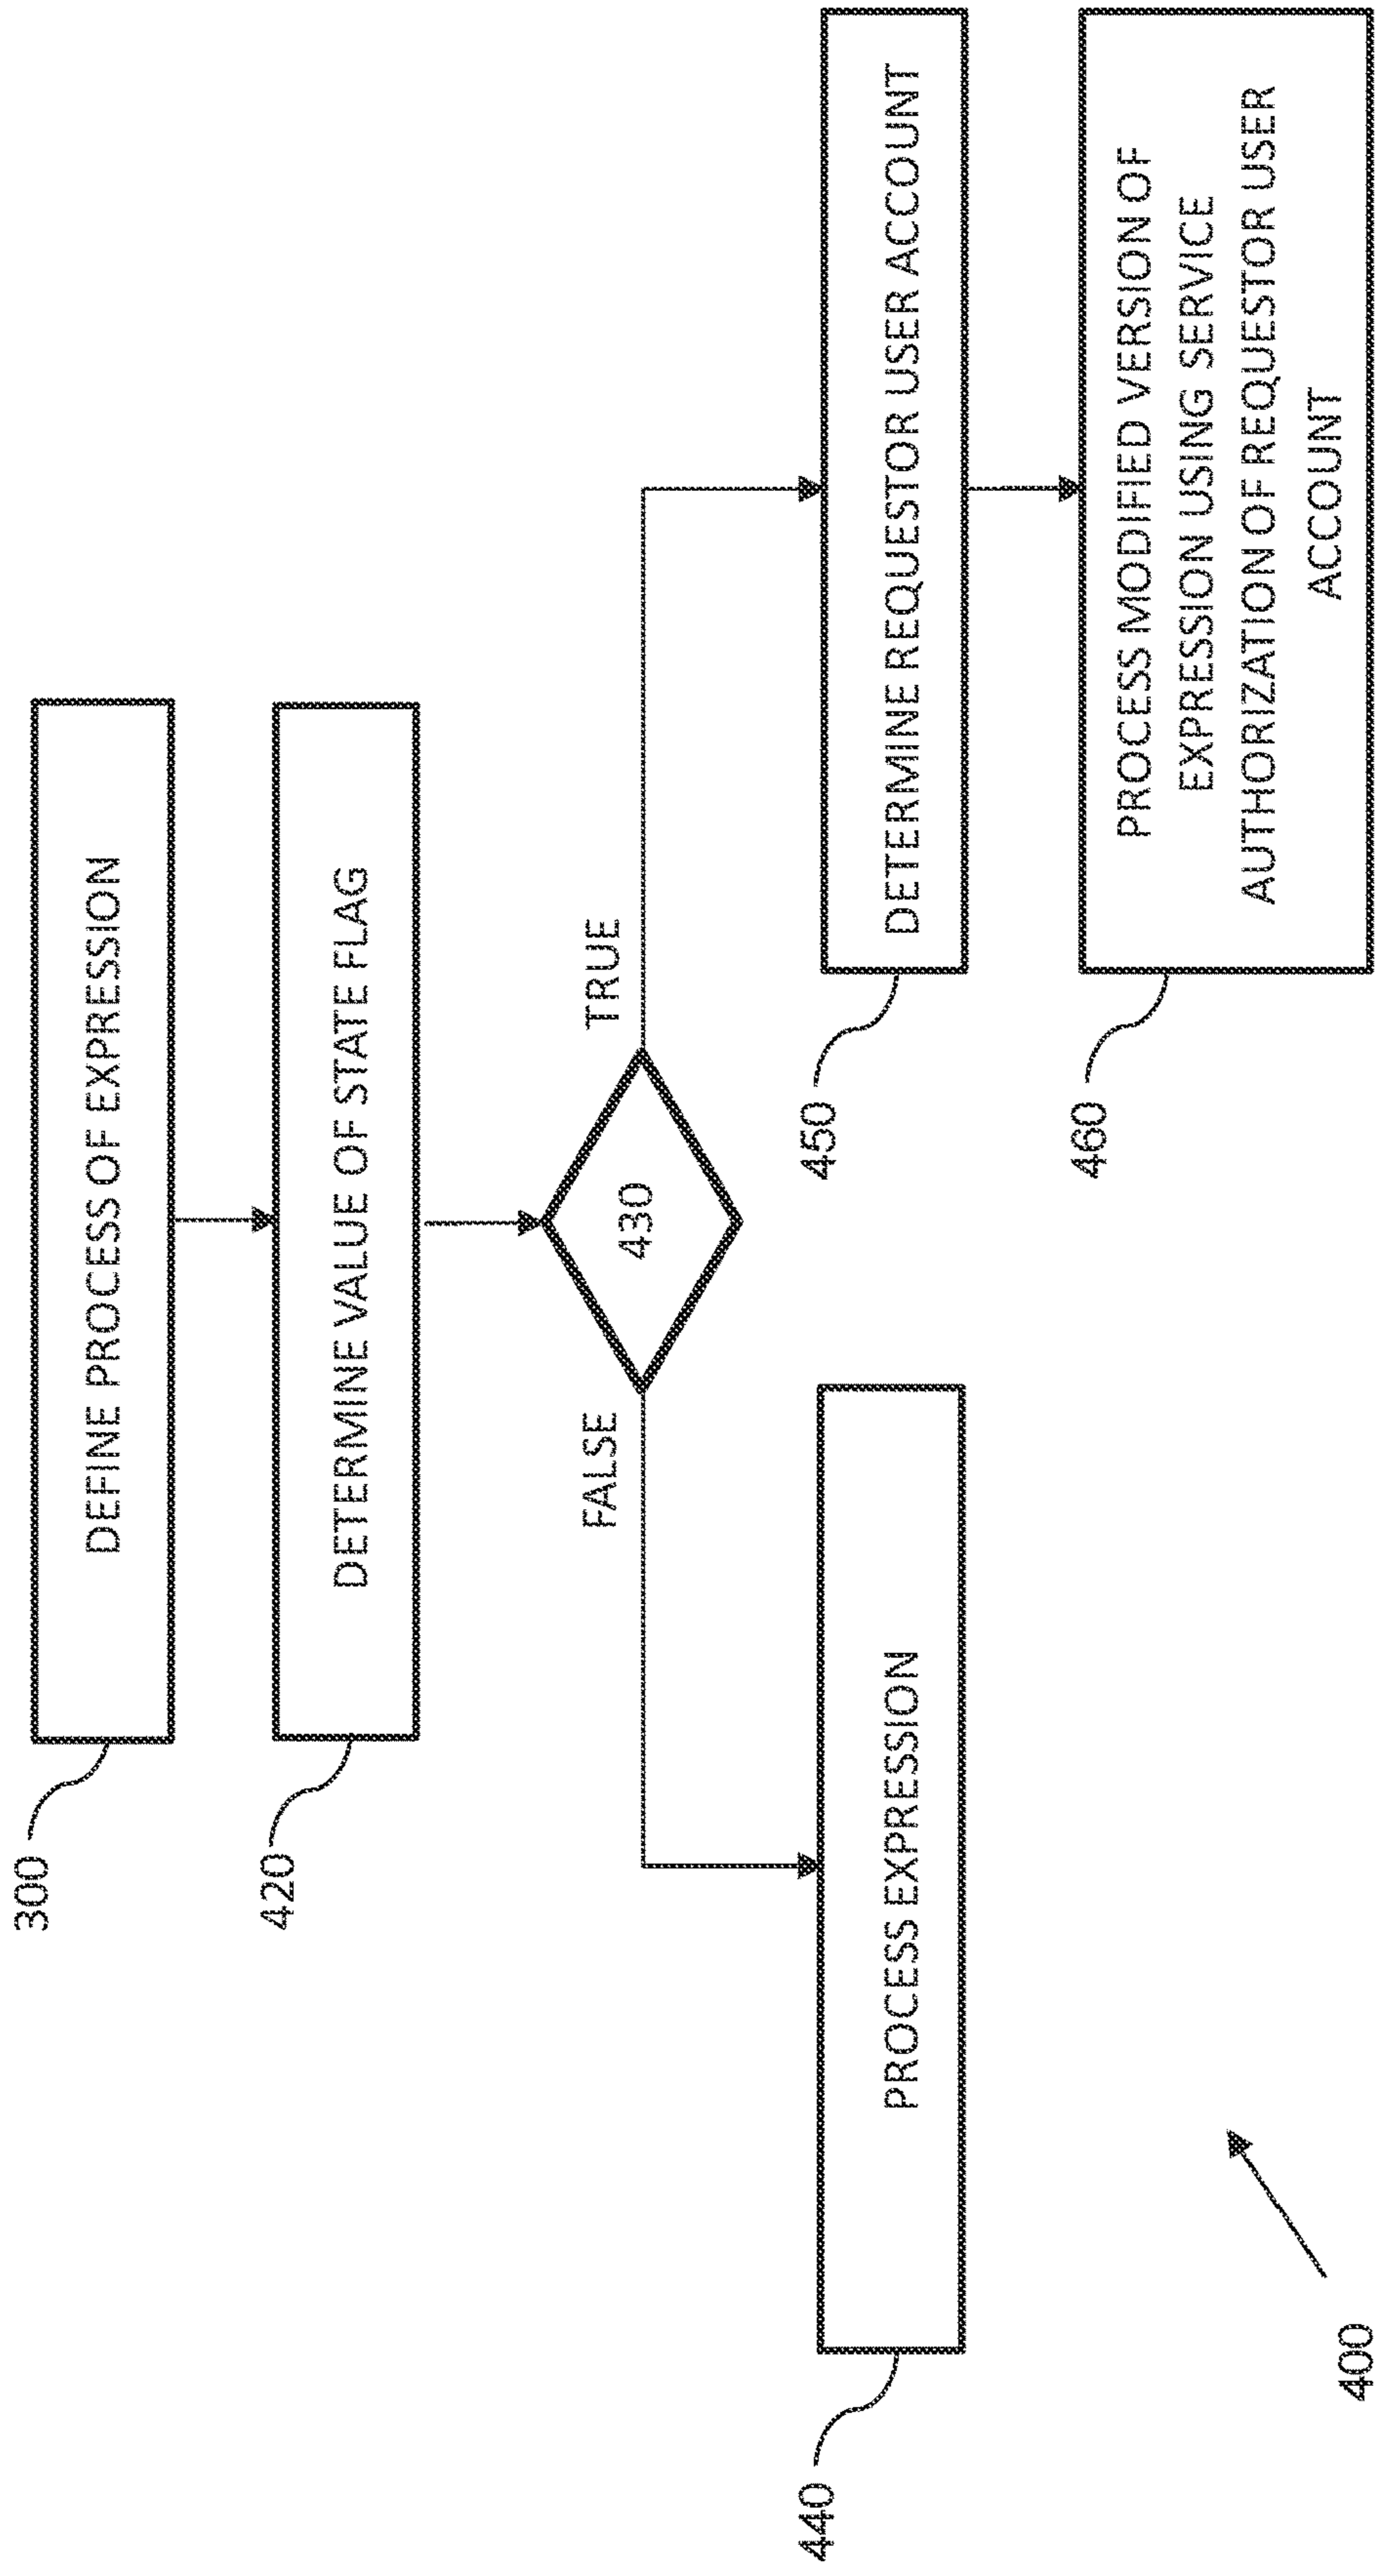 300
DEFINE PROCESS OF EXPRESSION
420
DETERMINE VALUE OF STATE FLAG
FALSE
430
TRUE
440
PROCESS EXPRESSION
450
DETERMINE REQUESTOR USER ACCOUNT
460
PROCESS MODIFIED VERSION OF
EXPRESSION USING SERVICE
AUTHORIZATION OF REQUESTOR USER
ACCOUNT
400